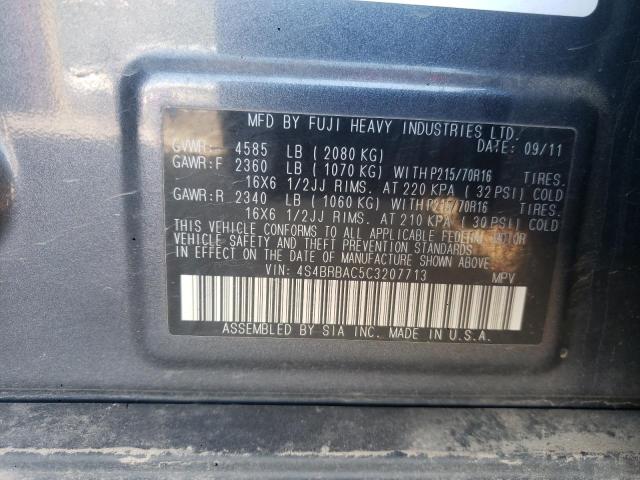 MFD BY FUJI HEAVY INDUSTRIES LTD.
GVWR: 4585 LB ( 2080 KG) DATE: 09/11
GAWR:F 2360 LB ( 1070 KG) WITH P215/70R16 TIRES.
16X6 1/2JJ RIMS. AT 220 KPA ( 32 PSI) COLD
GAWR:R 2340 LB ( 1060 KG) WITH P215/70R16 TIRES.
16X6 1/2JJ RIMS. AT 210 KPA ( 30 PSI) COLD
THIS VEHICLE CONFORMS TO ALL APPLICABLE FEDERAL MOTOR
VEHICLE SAFETY AND THEFT PREVENTION STANDARDS
IN EFFECT ON THE DATE OF MANUFACTURE SHOWN ABOVE.
VIN: 4S4BRBAC5C3207713 MPV
ASSEMBLED BY SIA INC. MADE IN U.S.A.